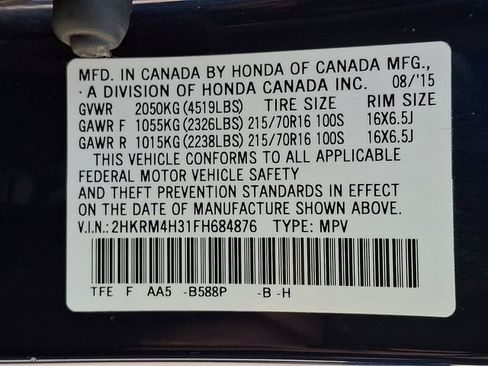 MFD. IN CANADA BY HONDA OF CANADA MFG.,
A DIVISION OF HONDA CANADA INC. 08/'15
GVWR 2050KG(4519LBS) TIRE SIZE RIM SIZE
GAWR F 1055KG(2326LBS) 215/70R16 100S 16X6.5J
GAWR R 1015KG(2238LBS) 215/70R16 100S 16X6.5J
THIS VEHICLE CONFORMS TO ALL APPLICABLE
FEDERAL MOTOR VEHICLE SAFETY
AND THEFT PREVENTION STANDARDS IN EFFECT
ON THE DATE OF MANUFACTURE SHOWN ABOVE.
V.I.N.:2HKRM4H31FH684876 TYPE: MPV
TFE F AA5 -B588P -B -H